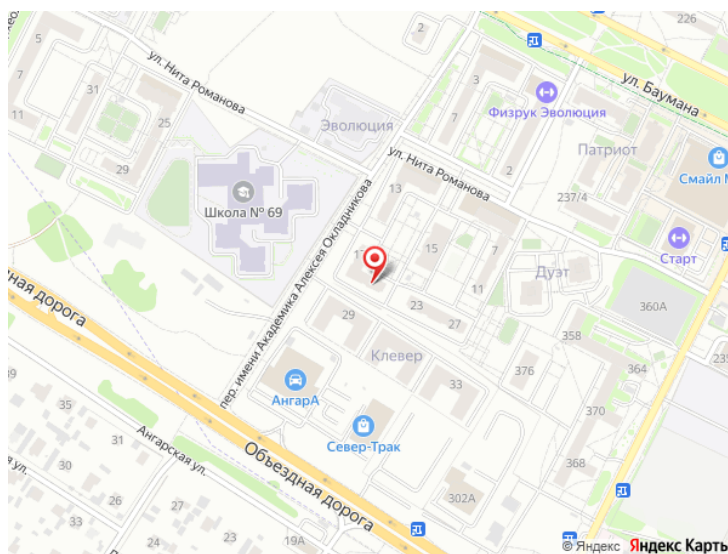 226
2
ул. Баумана
5
31
ул. Нита Романова
3
Физрук Эволюция
7
11
25
Эволюция
Патриот
Смайл
29
2
ул. Нита Романова
237/4
Школа № 69
13
пер. имени Академика Алексея Окладникова
15
7
Старт
Дуэт
11
23
360А
27
29
358
Объездная дорога
Клевер
364
376
33
АнгарА
370
35
33
Север-Трак
31
Ангарская ул.
368
30
Объездная дорога
302А
24
26
22
19А
© Яндекс Яндекс Карты